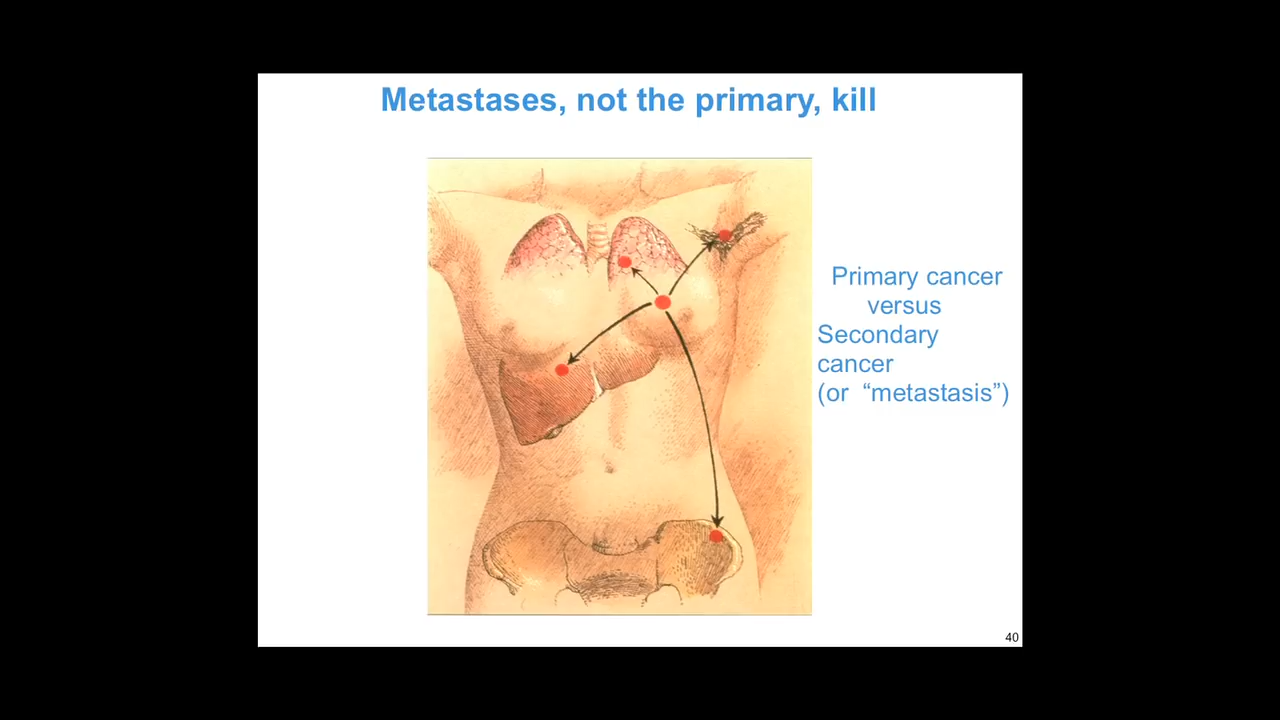 Metastases, not the primary, kill
Primary cancer
versus
Secondary
cancer
(or “metastasis”)
40